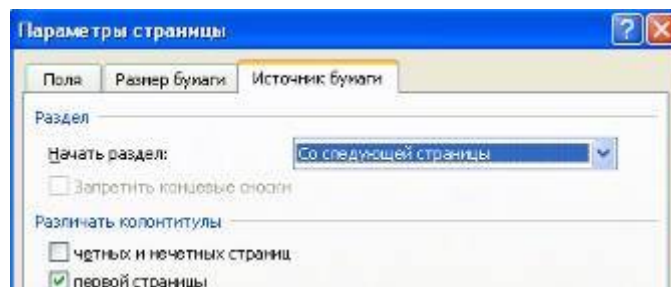 Параметры страницы
Поля Размер бумаги Источник бумаги
Раздел
Начать раздел: Со следующей страницы
Запретить концевые сноски
Различать колонтитулы
четных и нечетных страниц
первой страницы